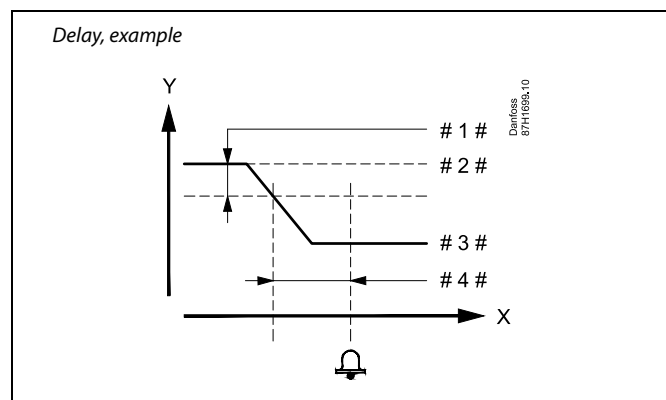 Delay, example
Y
Danfoss
87H1699.10
# 1 #
# 2 #
# 3 #
# 4 #
X